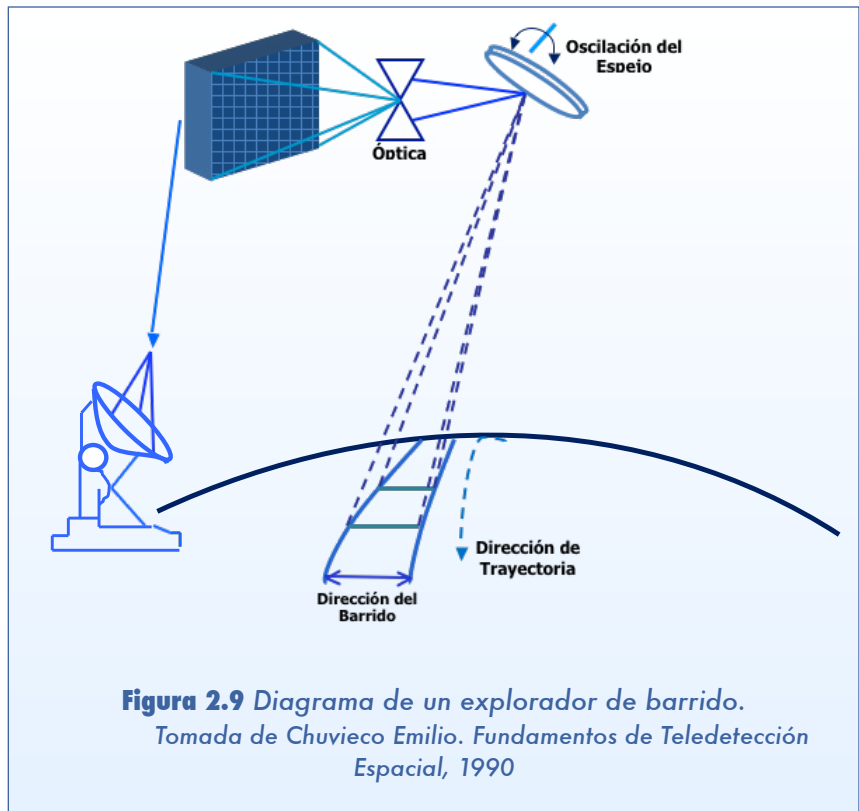 Oscilación del
Espejo
Óptica
Dirección de
Trayectoria
Dirección del
Barrido
Figura 2.9 Diagrama de un explorador de barrido.
Tomada de Chuvieco Emilio. Fundamentos de Teledetección
Espacial, 1990